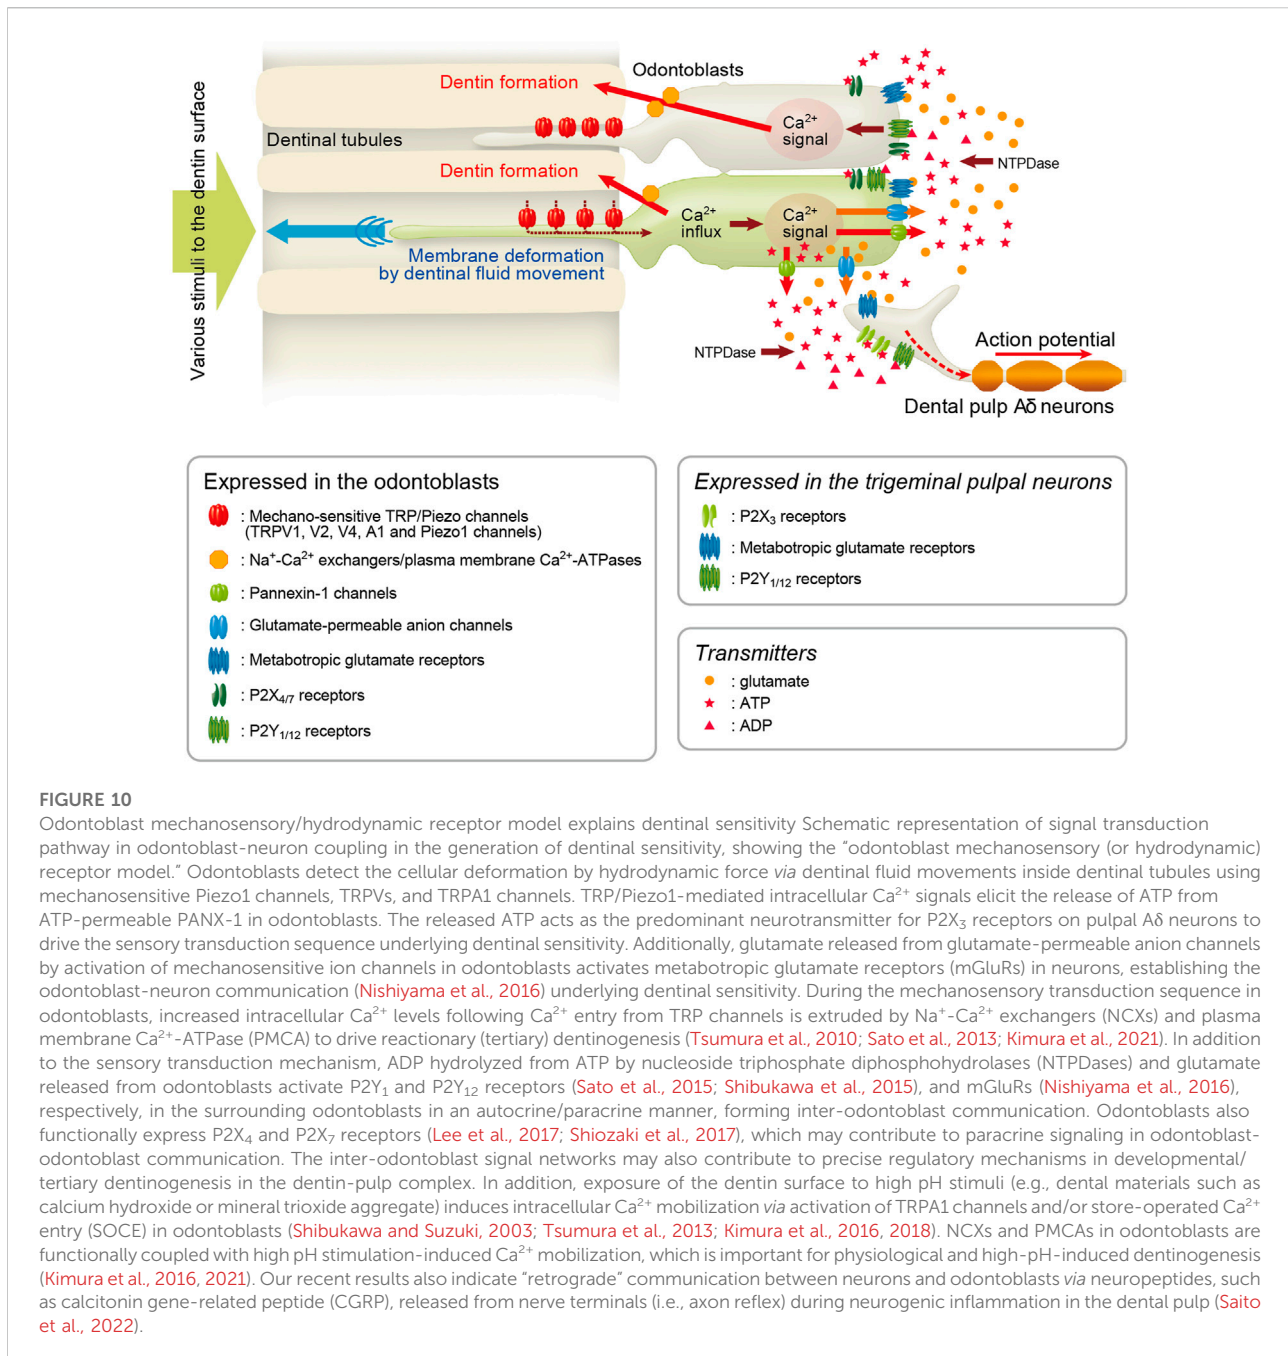 Various stimuli to the dentin surface
Dentin formation
Odontoblasts
Dentinal tubules
Ca²⁺
signal
NTPDase
Dentin formation
Ca²⁺
influx
Ca²⁺
signal
Membrane deformation
by dentinal fluid movement
NTPDase
Action potential
Dental pulp Aδ neurons
Expressed in the odontoblasts
: Mechano-sensitive TRP/Piezo channels
(TRPV1, V2, V4, A1 and Piezo1 channels)
: Na⁺-Ca²⁺ exchangers/plasma membrane Ca²⁺-ATPases
: Pannexin-1 channels
: Glutamate-permeable anion channels
: Metabotropic glutamate receptors
: P2X₄/₇ receptors
: P2Y₁/₁₂ receptors
Expressed in the trigeminal pulpal neurons
: P2X₃ receptors
: Metabotropic glutamate receptors
: P2Y₁/₁₂ receptors
Transmitters
: glutamate
: ATP
: ADP
FIGURE 10
Odontoblast mechanosensory/hydrodynamic receptor model explains dentinal sensitivity Schematic representation of signal transduction
pathway in odontoblast-neuron coupling in the generation of dentinal sensitivity, showing the "odontoblast mechanosensory (or hydrodynamic)
receptor model." Odontoblasts detect the cellular deformation by hydrodynamic force via dentinal fluid movements inside dentinal tubules using
mechanosensitive Piezo1 channels, TRPVs, and TRPA1 channels. TRP/Piezo1-mediated intracellular Ca²⁺ signals elicit the release of ATP from
ATP-permeable PANX-1 in odontoblasts. The released ATP acts as the predominant neurotransmitter for P2X₃ receptors on pulpal Aδ neurons to
drive the sensory transduction sequence underlying dentinal sensitivity. Additionally, glutamate released from glutamate-permeable anion channels
by activation of mechanosensitive ion channels in odontoblasts activates metabotropic glutamate receptors (mGluRs) in neurons, establishing the
odontoblast-neuron communication (Nishiyama et al., 2016) underlying dentinal sensitivity. During the mechanosensory transduction sequence in
odontoblasts, increased intracellular Ca²⁺ levels following Ca²⁺ entry from TRP channels is extruded by Na⁺-Ca²⁺ exchangers (NCXs) and plasma
membrane Ca²⁺-ATPase (PMCA) to drive reactionary (tertiary) dentinogenesis (Tsumura et al., 2010; Sato et al., 2013; Kimura et al., 2021). In addition
to the sensory transduction mechanism, ADP hydrolyzed from ATP by nucleoside triphosphate diphosphohydrolases (NTPDases) and glutamate
released from odontoblasts activate P2Y₁ and P2Y₁₂ receptors (Sato et al., 2015; Shibukawa et al., 2015), and mGluRs (Nishiyama et al., 2016),
respectively, in the surrounding odontoblasts in an autocrine/paracrine manner, forming inter-odontoblast communication. Odontoblasts also
functionally express P2X₄ and P2X₇ receptors (Lee et al., 2017; Shiozaki et al., 2017), which may contribute to paracrine signaling in odontoblast-
odontoblast communication. The inter-odontoblast signal networks may also contribute to precise regulatory mechanisms in developmental/
tertiary dentinogenesis in the dentin-pulp complex. In addition, exposure of the dentin surface to high pH stimuli (e.g., dental materials such as
calcium hydroxide or mineral trioxide aggregate) induces intracellular Ca²⁺ mobilization via activation of TRPA1 channels and/or store-operated Ca²⁺
entry (SOCE) in odontoblasts (Shibukawa and Suzuki, 2003; Tsumura et al., 2013; Kimura et al., 2016, 2018). NCXs and PMCAs in odontoblasts are
functionally coupled with high pH stimulation-induced Ca²⁺ mobilization, which is important for physiological and high-pH-induced dentinogenesis
(Kimura et al., 2016, 2021). Our recent results also indicate "retrograde" communication between neurons and odontoblasts via neuropeptides, such
as calcitonin gene-related peptide (CGRP), released from nerve terminals (i.e., axon reflex) during neurogenic inflammation in the dental pulp (Saito
et al., 2022).